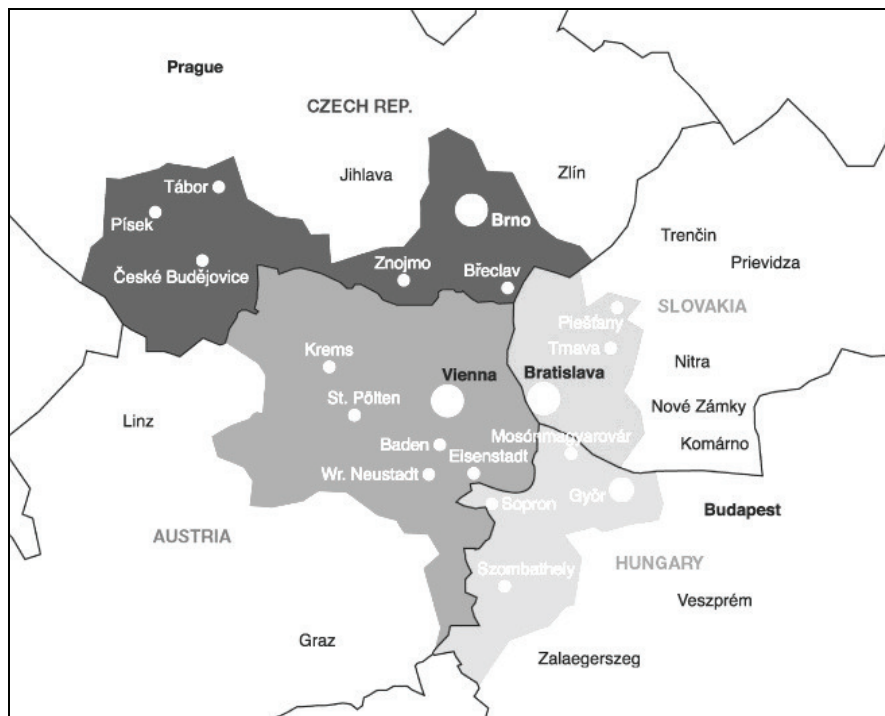 Prague
CZECH REP.
Jihlava
Zlín
Tábor
Písek
Brno
České Budějovice
Znojmo
Břeclav
Trenčín
Prievidza
SLOVAKIA
Piešťany
Trnava
Krems
Vienna
Bratislava
Nitra
Linz
St. Pölten
Nové Zámky
Baden
Eisenstadt
Mosónmagyarovár
Komárno
Wr. Neustadt
Sopron
Győr
Budapest
AUSTRIA
Szombathely
HUNGARY
Veszprém
Graz
Zalaegerszeg